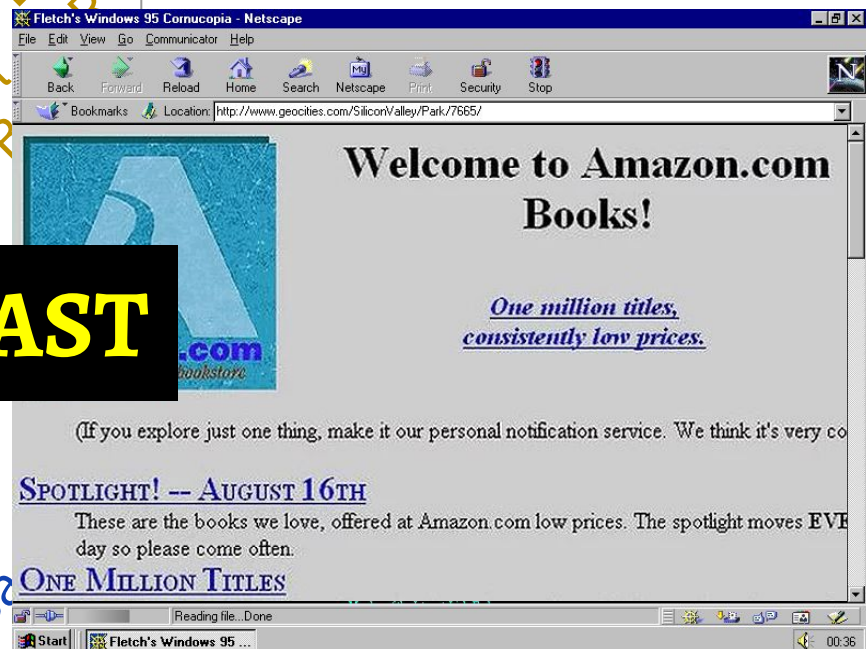 Fletch's Windows 95 Cornucopia - Netscape
File Edit View Go Communicator Help
Back Forward Reload Home Search Netscape Print Security Stop
Bookmarks Location: http://www.geocities.com/SiliconValley/Park/7665/
Welcome to Amazon.com
Books!
One million titles,
consistently low prices.
AST
.com
bookstore
(If you explore just one thing, make it our personal notification service. We think it's very co
SPOTLIGHT! -- AUGUST 16TH
These are the books we love, offered at Amazon.com low prices. The spotlight moves EVE
day so please come often.
ONE MILLION TITLES
Reading file...Done
Start Fletch's Windows 95 ... 00:36